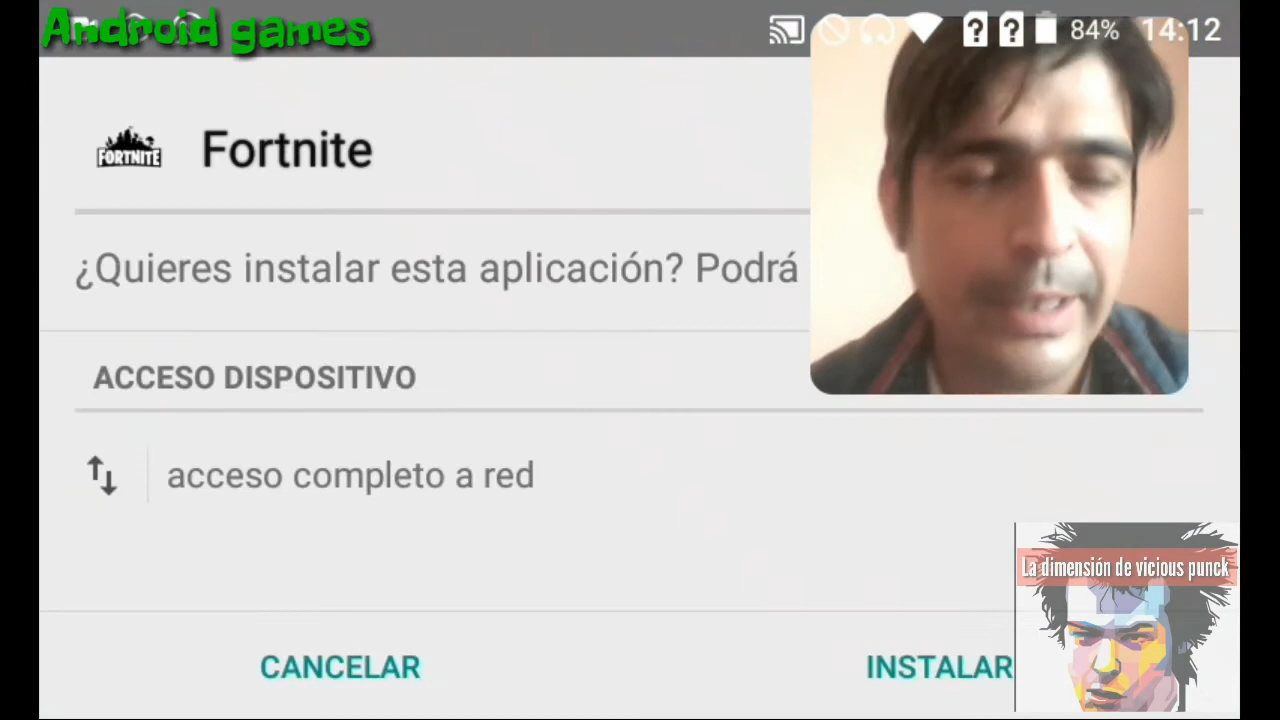 Android games
84% 14:12
FORTNITE
Fortnite
¿Quieres instalar esta aplicación? Podrá
ACCESO DISPOSITIVO
acceso completo a red
La dimensión de vicious punck
CANCELAR
INSTALAR